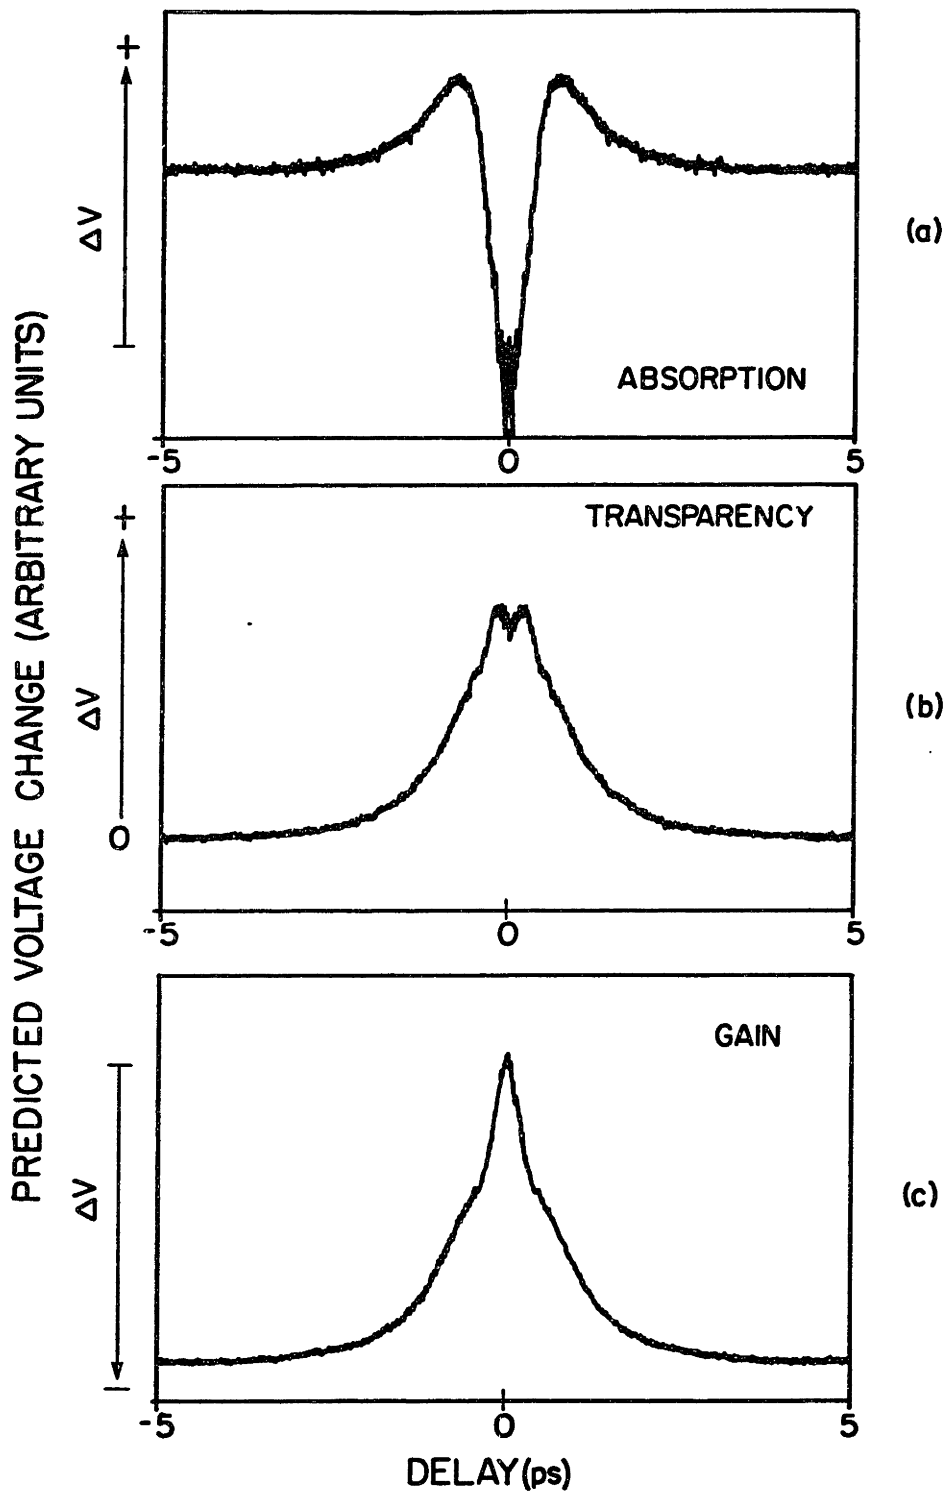 PREDICTED VOLTAGE CHANGE (ARBITRARY UNITS)
+
ΔV
(a)
ABSORPTION
-5 0 5
+
TRANSPARENCY
ΔV
(b)
0
-5 0 5
GAIN
ΔV
(c)
–
-5 0 5
DELAY (ps)